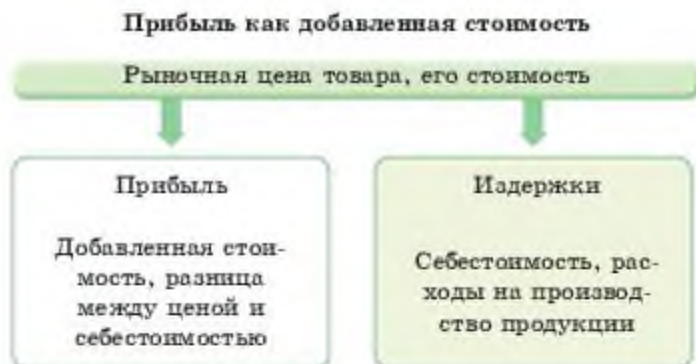 Прибыль как добавленная стоимость
Рыночная цена товара, его стоимость
Прибыль
Добавленная стои-
мость, разница
между ценой и
себестоимостью
Издержки
Себестоимость, рас-
ходы на производ-
ство продукции